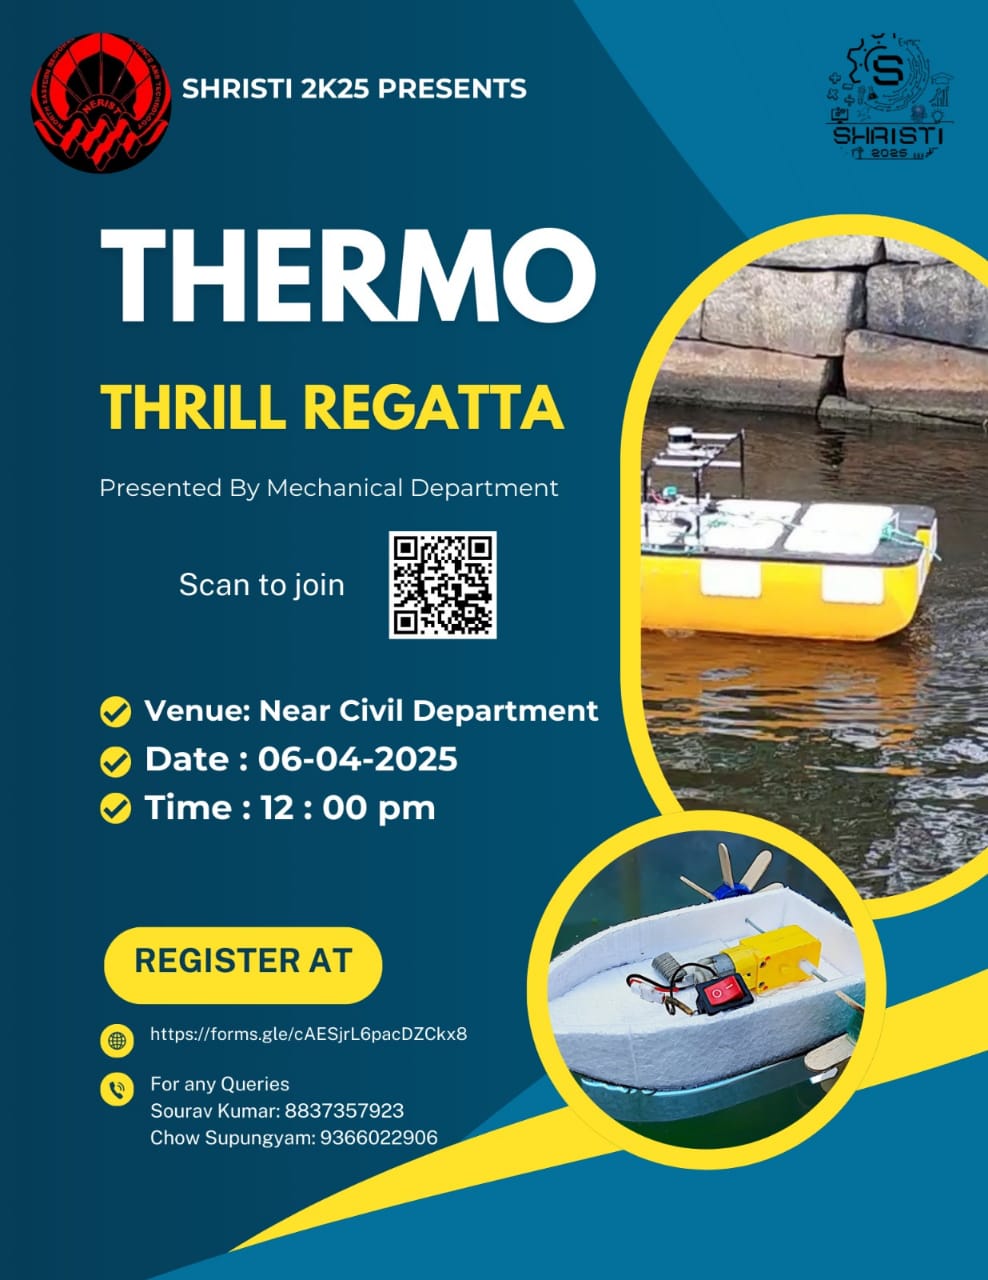 SHRISTI 2K25 PRESENTS
NERIST
SHRISTI
2025
THERMO
THRILL REGATTA
Presented By Mechanical Department
Scan to join
Venue: Near Civil Department
Date : 06-04-2025
Time : 12 : 00 pm
REGISTER AT
https://forms.gle/cAESjrL6pacDZCkx8
For any Queries
Sourav Kumar: 8837357923
Chow Supungyam: 9366022906